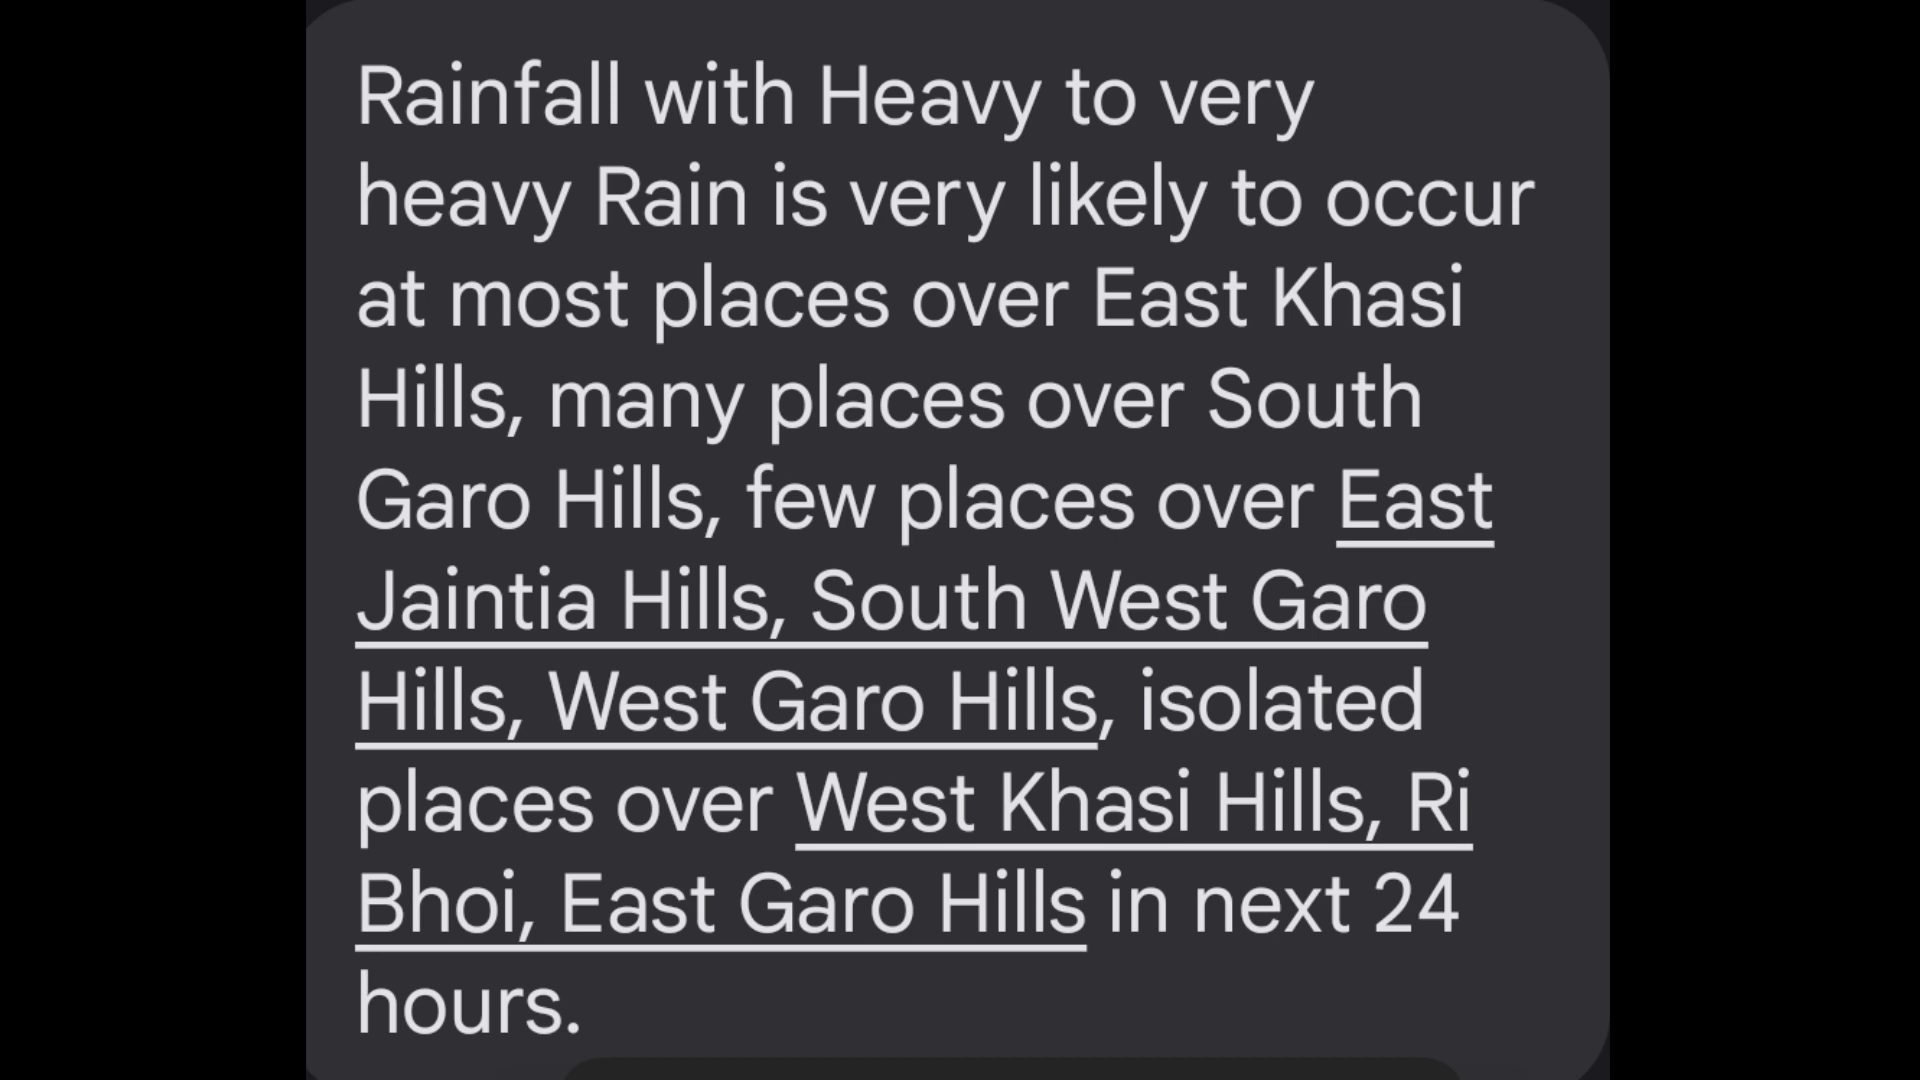 Rainfall with Heavy to very
heavy Rain is very likely to occur
at most places over East Khasi
Hills, many places over South
Garo Hills, few places over East
Jaintia Hills, South West Garo
Hills, West Garo Hills, isolated
places over West Khasi Hills, Ri
Bhoi, East Garo Hills in next 24
hours.